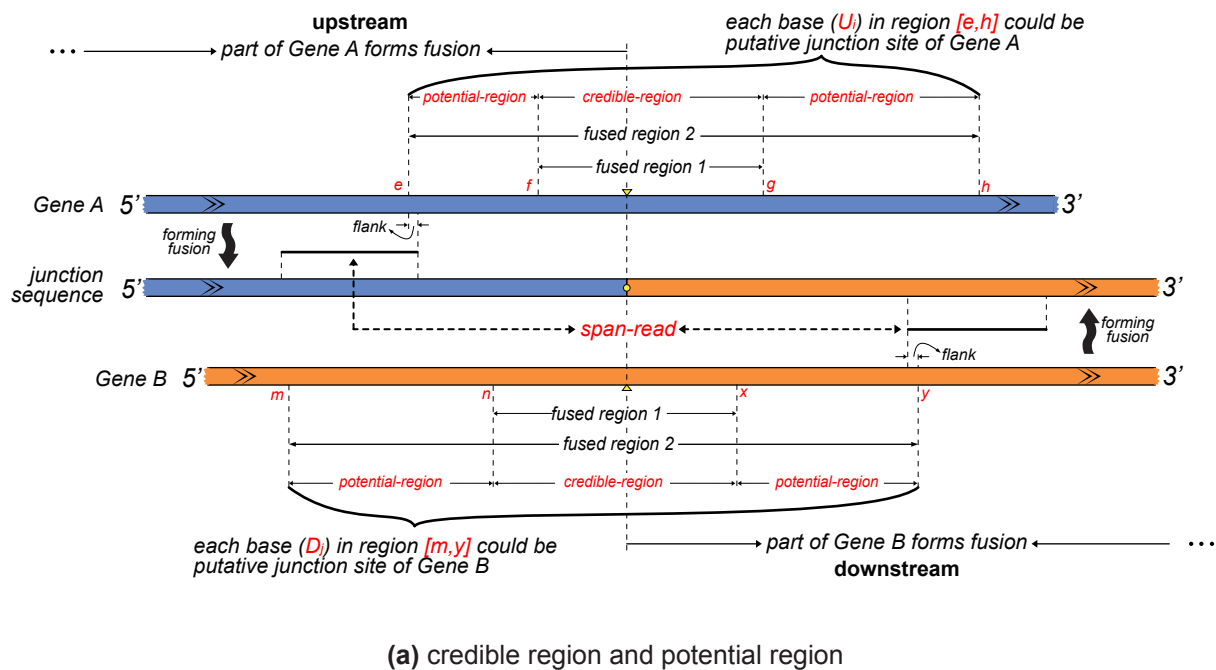 upstream
••• part of Gene A forms fusion
each base (Ui) in region [e,h] could be
putative junction site of Gene A
potential-region credible-region potential-region
fused region 2
fused region 1
e f g h
Gene A 5’ 3’
flank
forming
fusion
junction
sequence
5’ 3’
span-read
forming
fusion
flank
Gene B 5’ 3’
m n x y
fused region 1
fused region 2
potential-region credible-region potential-region
each base (Dj) in region [m,y] could be
putative junction site of Gene B
part of Gene B forms fusion •••
downstream
(a) credible region and potential region